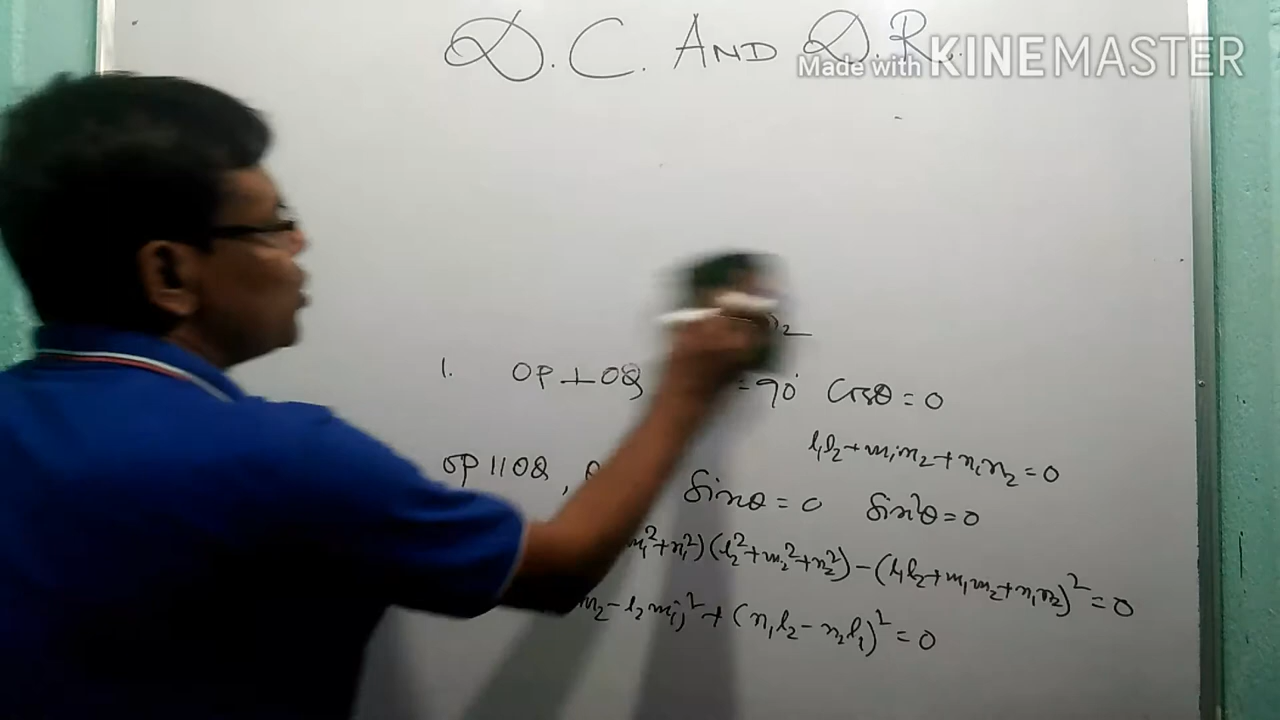 D.C. AND D.R.
Made with KINEMASTER
1. OP ⊥ OQ = 90° Cosθ = 0
l₁l₂ + m₁m₂ + n₁n₂ = 0
OP || OQ, Sinθ = 0 Sin²θ = 0
m₁² + n₁²) (l₂² + m₂² + n₂²) − (l₁l₂ + m₁m₂ + n₁n₂)² = 0
m₂ − l₂m₁)² + (n₁l₂ − n₂l₁)² = 0